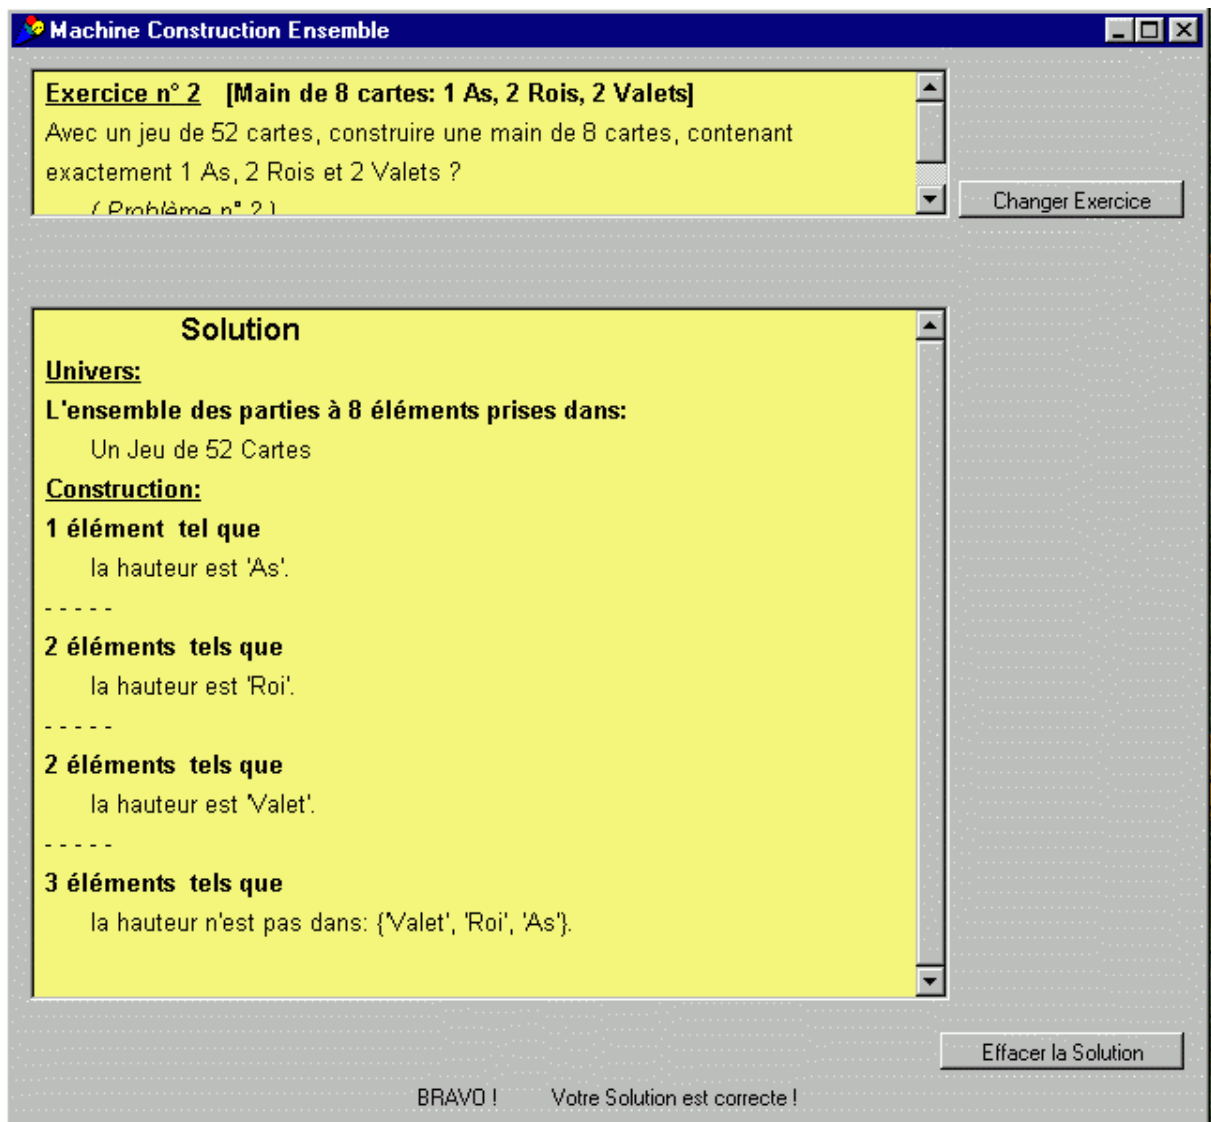 Machine Construction Ensemble
Exercice n° 2 [Main de 8 cartes: 1 As, 2 Rois, 2 Valets]
Avec un jeu de 52 cartes, construire une main de 8 cartes, contenant
exactement 1 As, 2 Rois et 2 Valets ?
( Problème n° 2 )
Changer Exercice
Solution
Univers:
L'ensemble des parties à 8 éléments prises dans:
Un Jeu de 52 Cartes
Construction:
1 élément tel que
la hauteur est 'As'.
- - - - -
2 éléments tels que
la hauteur est 'Roi'.
- - - - -
2 éléments tels que
la hauteur est 'Valet'.
- - - - -
3 éléments tels que
la hauteur n'est pas dans: {'Valet', 'Roi', 'As'}.
Effacer la Solution
BRAVO ! Votre Solution est correcte !